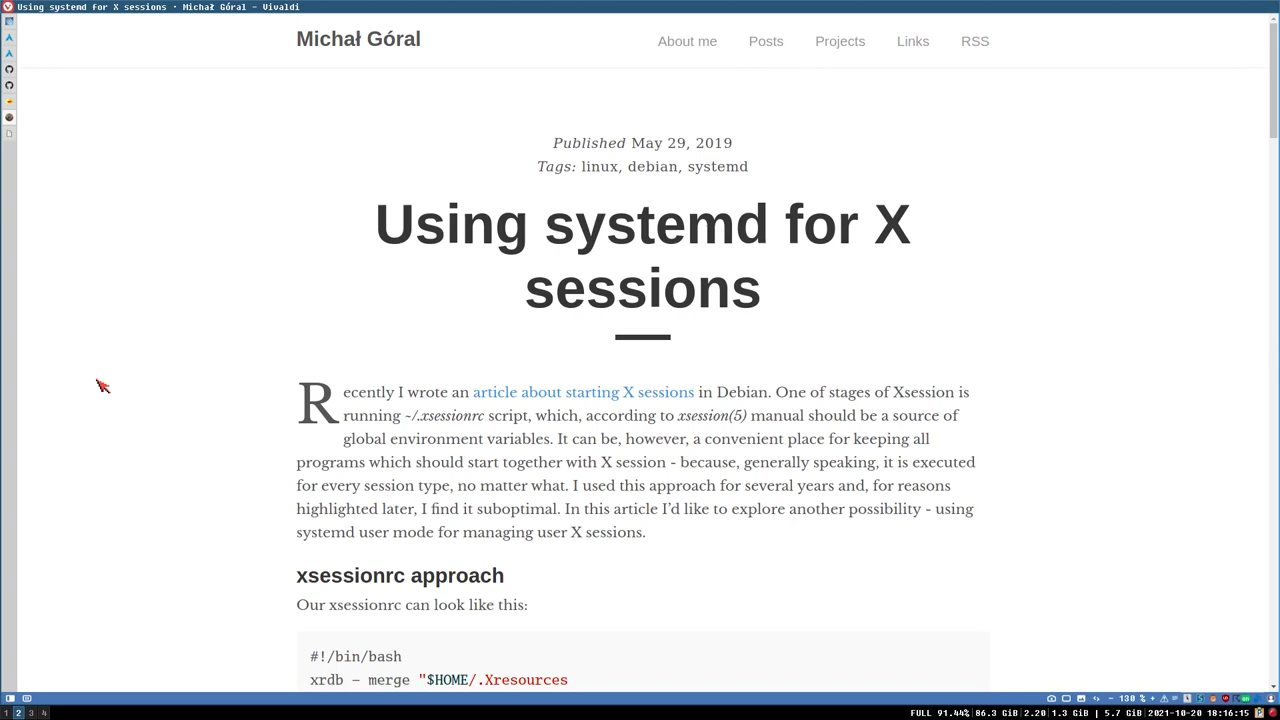 Using systemd for X sessions · Michał Góral - Vivaldi
Michał Góral
About me Posts Projects Links RSS
Published May 29, 2019
Tags: linux, debian, systemd
Using systemd for X
sessions
Recently I wrote an article about starting X sessions in Debian. One of stages of Xsession is
running ~/.xsessionrc script, which, according to xsession(5) manual should be a source of
global environment variables. It can be, however, a convenient place for keeping all
programs which should start together with X session - because, generally speaking, it is executed
for every session type, no matter what. I used this approach for several years and, for reasons
highlighted later, I find it suboptimal. In this article I'd like to explore another possibility - using
systemd user mode for managing user X sessions.
xsessionrc approach
Our xsessionrc can look like this:
#!/bin/bash
xrdb – merge "$HOME/.Xresources
130 %
1 2 3 4
FULL 91.44%| 86.3 GiB| 2.20| 1.3 GiB | 5.7 GiB| 2021-10-20 18:16:15